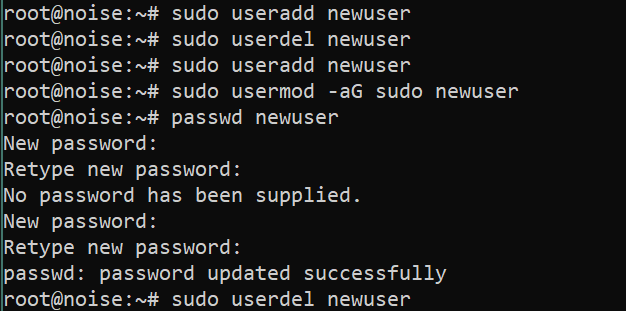 root@noise:~# sudo useradd newuser
root@noise:~# sudo userdel newuser
root@noise:~# sudo useradd newuser
root@noise:~# sudo usermod -aG sudo newuser
root@noise:~# passwd newuser
New password:
Retype new password:
No password has been supplied.
New password:
Retype new password:
passwd: password updated successfully
root@noise:~# sudo userdel newuser